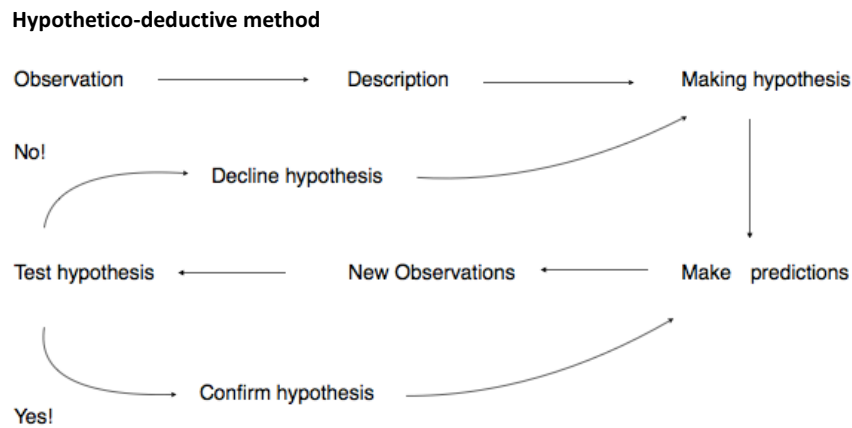 Hypothetico-deductive method
Observation
Description
Making hypothesis
No!
Decline hypothesis
Test hypothesis
New Observations
Make predictions
Confirm hypothesis
Yes!